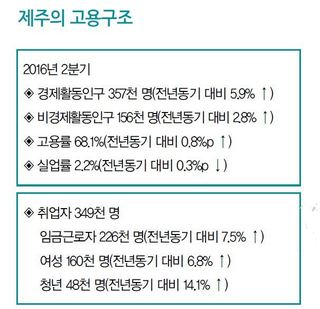 제주의 고용구조
2016년 2분기
◈ 경제활동인구 357천 명(전년동기 대비 5.9% ↑)
◈ 비경제활동인구 156천 명(전년동기 대비 2.8% ↑)
◈ 고용률 68.1%(전년동기 대비 0.8%p ↑)
◈ 실업률 2.2%(전년동기 대비 0.3%p ↓)
◈ 취업자 349천 명
임금근로자 226천 명(전년동기 대비 7.5% ↑)
여성 160천 명(전년동기 대비 6.8% ↑)
청년 48천 명(전년동기 대비 14.1% ↑)